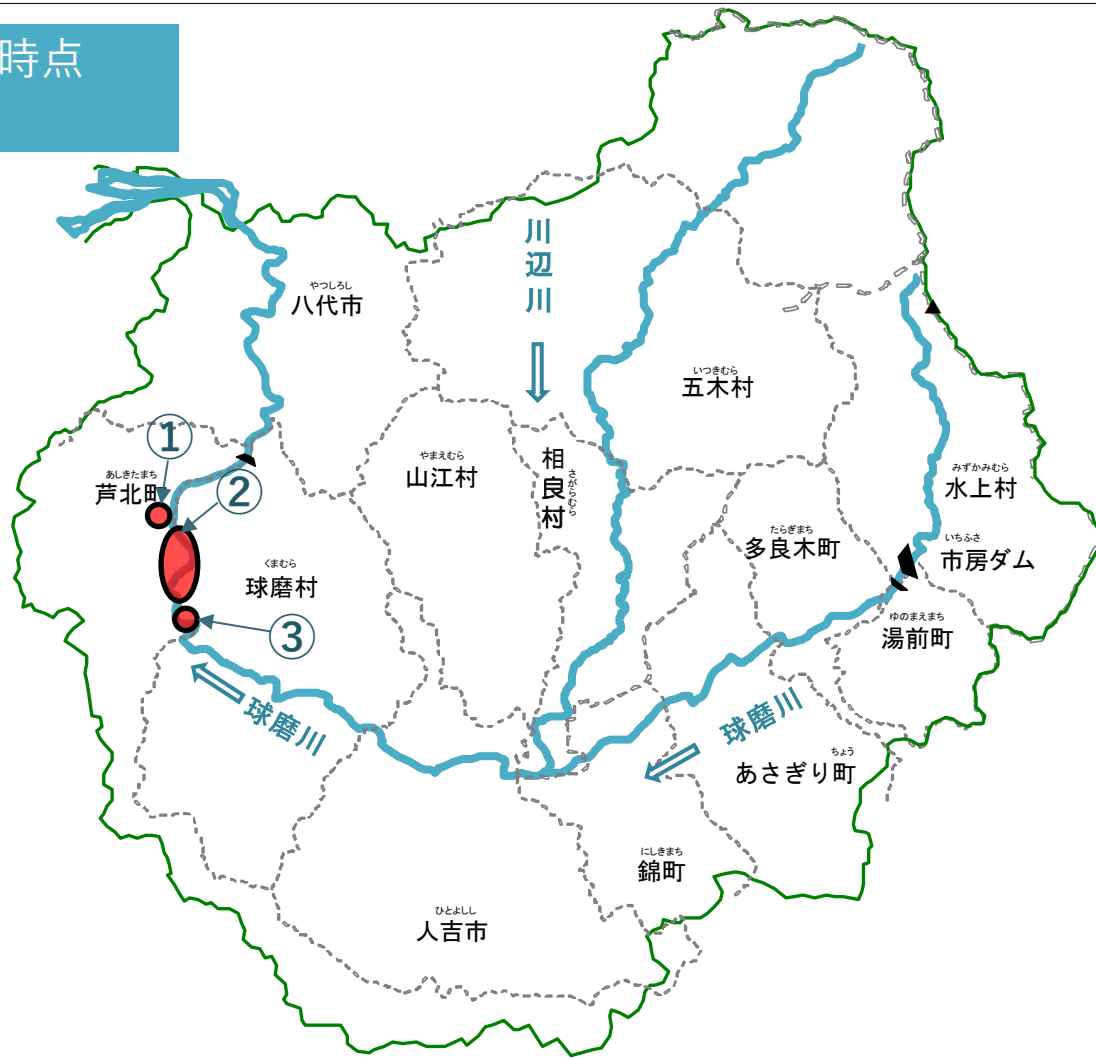 時点
川辺川
やつしろし
八代市
いつきむら
五木村
①
あしきたまち
芦北町
②
やまえむら
山江村
相良村
さがらむら
みずかみむら
水上村
たらぎまち
多良木町
いちふさ
市房ダム
くまむら
球磨村
③
ゆのまえまち
湯前町
球磨川
球磨川
ちょう
あさぎり町
にしきまち
錦町
ひとよしし
人吉市